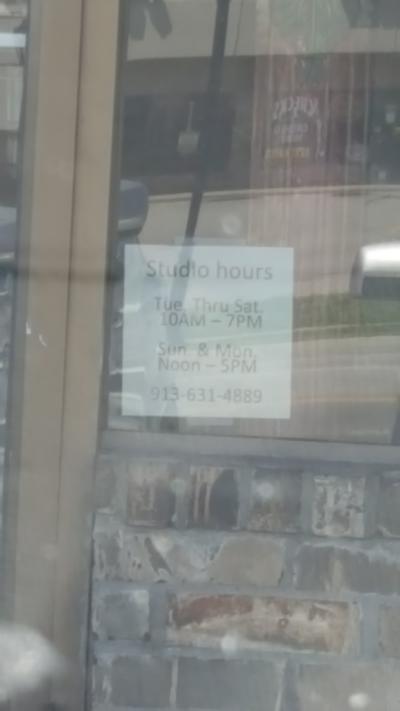 Studio hours
Tue. Thru Sat.
10AM – 7PM
Sun. & Mon.
Noon – 5PM
913-631-4889